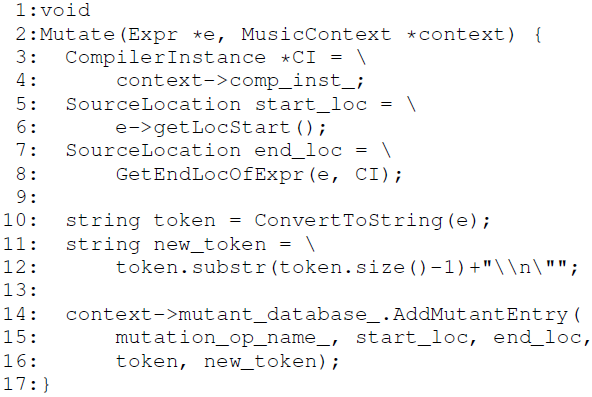 1:void
2:Mutate(Expr *e, MusicContext *context) {
3:  CompilerInstance *CI = \
4:      context->comp_inst_;
5:  SourceLocation start_loc = \
6:      e->getLocStart();
7:  SourceLocation end_loc = \
8:      GetEndLocOfExpr(e, CI);
9:
10:  string token = ConvertToString(e);
11:  string new_token = \
12:      token.substr(token.size()-1)+"\\n\"";
13:
14:  context->mutant_database_.AddMutantEntry(
15:      mutation_op_name_, start_loc, end_loc,
16:      token, new_token);
17:}